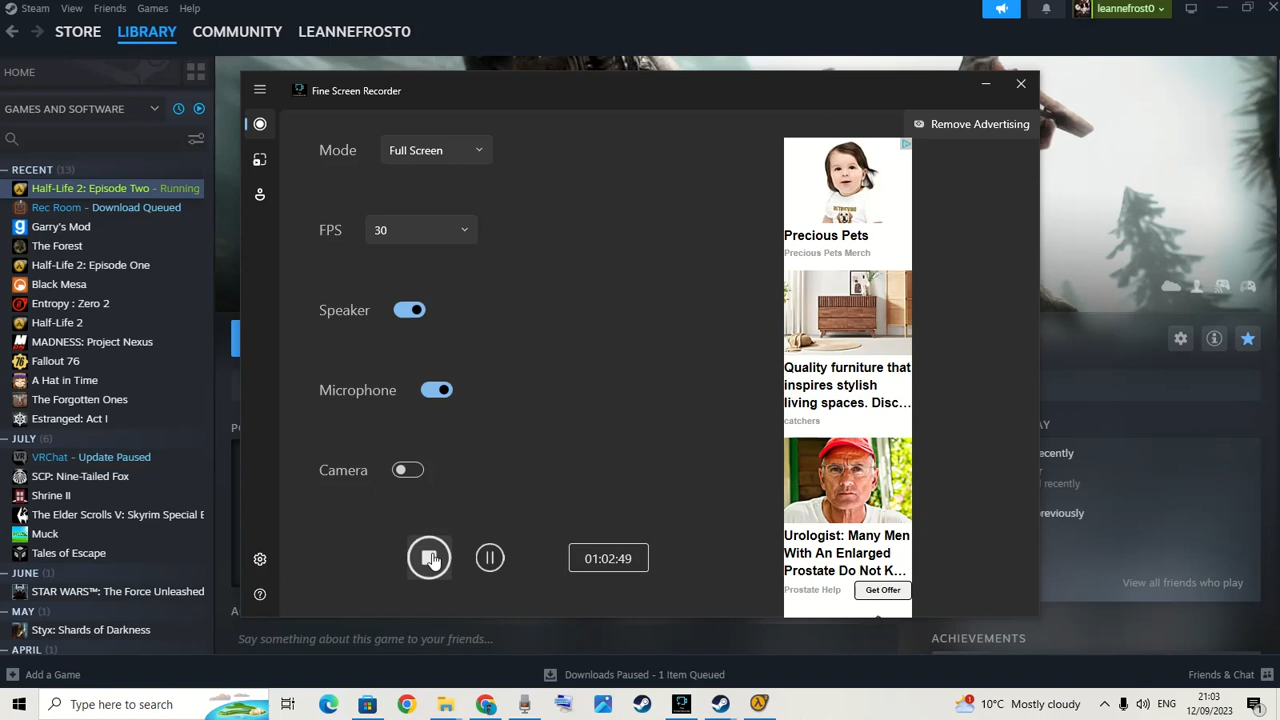 Steam View Friends Games Help
leannefrost0
STORE LIBRARY COMMUNITY LEANNEFROST0
HOME
GAMES AND SOFTWARE
RECENT (13)
Half-Life 2: Episode Two - Running
Rec Room - Download Queued
Garry's Mod
The Forest
Half-Life 2: Episode One
Black Mesa
Entropy : Zero 2
Half-Life 2
MADNESS: Project Nexus
Fallout 76
A Hat in Time
The Forgotten Ones
Estranged: Act I
JULY (6)
VRChat - Update Paused
SCP: Nine-Tailed Fox
Shrine II
The Elder Scrolls V: Skyrim Special E
Muck
Tales of Escape
JUNE (1)
STAR WARS™: The Force Unleashed
MAY (1)
Styx: Shards of Darkness
APRIL (1)
Fine Screen Recorder
Remove Advertising
Mode Full Screen
FPS 30
Speaker
Microphone
Camera
01:02:49
Precious Pets
Precious Pets Merch
Quality furniture that
inspires stylish
living spaces. Disc...
catchers
Urologist: Many Men
With An Enlarged
Prostate Do Not K...
Prostate Help Get Offer
AY
ecently
d recently
reviously
View all friends who play
Say something about this game to your friends...
ACHIEVEMENTS
Add a Game
Downloads Paused - 1 Item Queued
Friends & Chat
Type here to search
10°C Mostly cloudy
ENG
21:03
12/09/2023